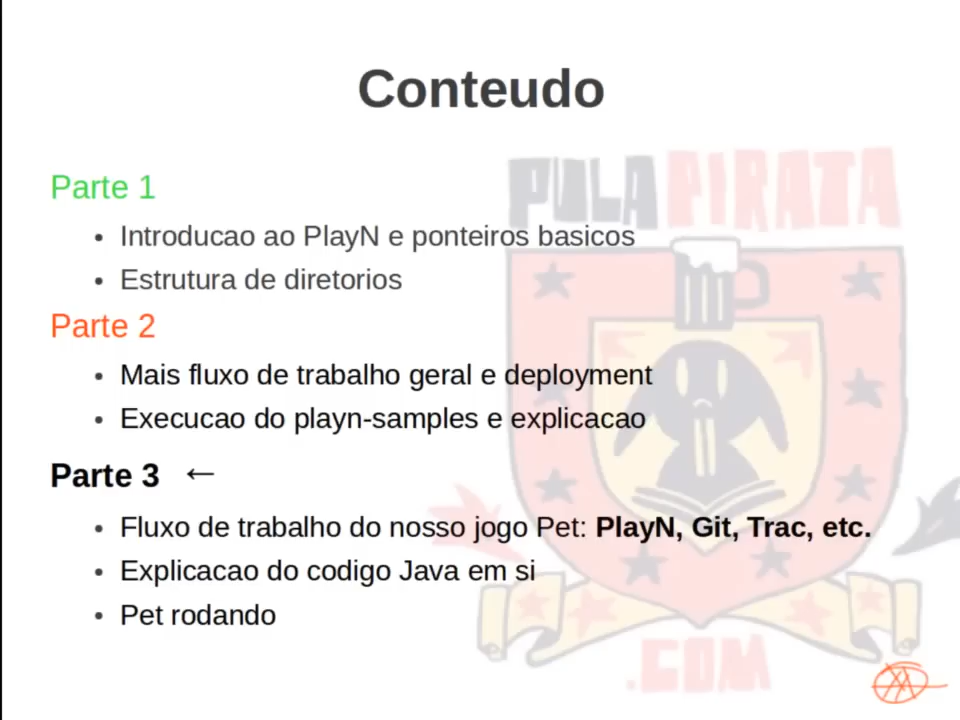 Conteudo
PULA PIRATA
Parte 1
• Introducao ao PlayN e ponteiros basicos
• Estrutura de diretorios
Parte 2
• Mais fluxo de trabalho geral e deployment
• Execucao do playn-samples e explicacao
Parte 3 ←
• Fluxo de trabalho do nosso jogo Pet: PlayN, Git, Trac, etc.
• Explicacao do codigo Java em si
• Pet rodando
.COM